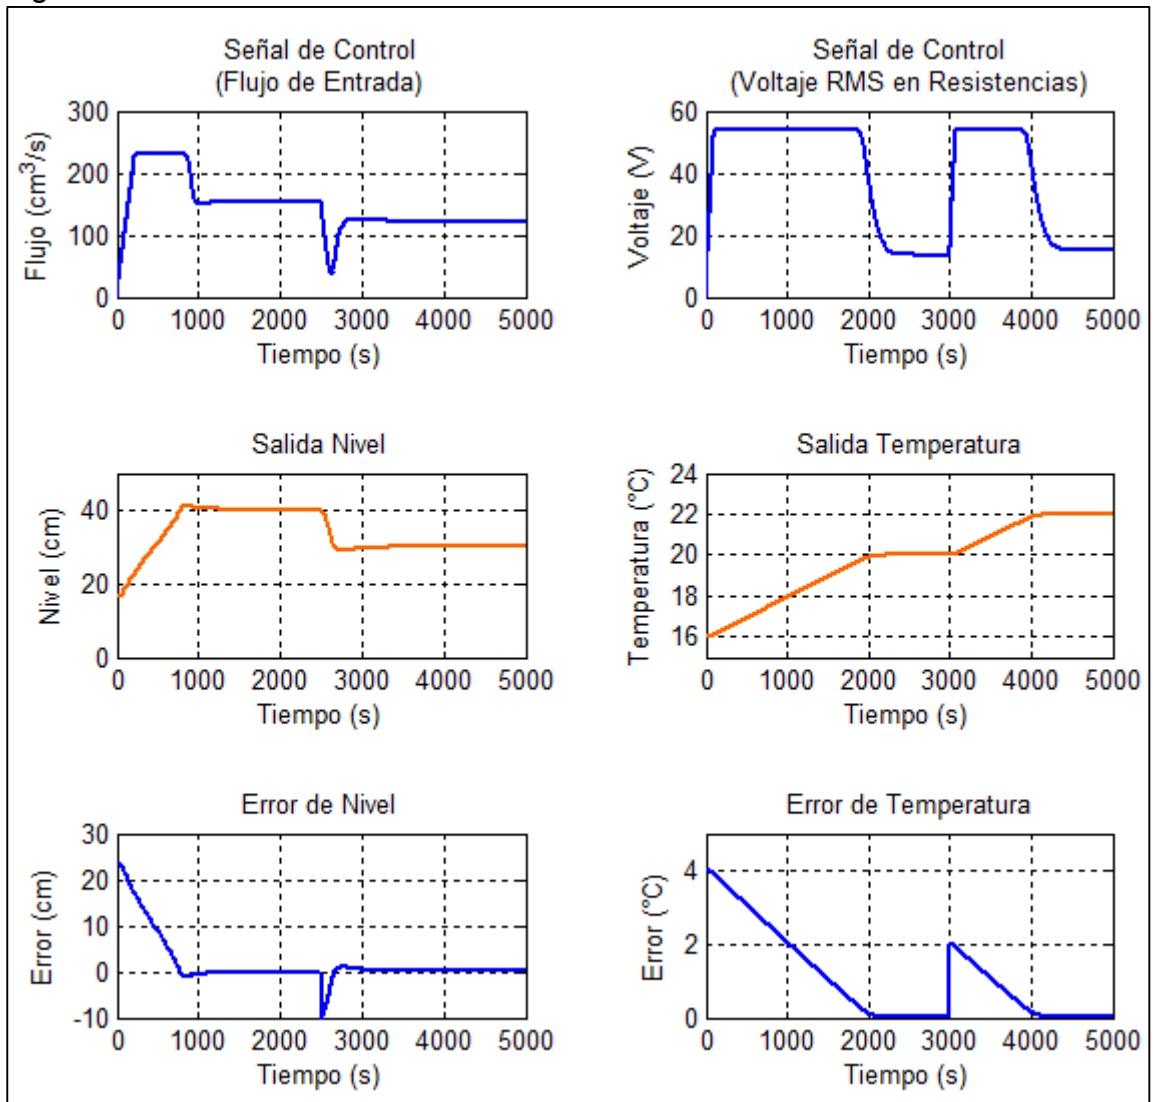 Señal de Control
(Flujo de Entrada)
300
200
100
0
Flujo (cm3/s)
0 1000 2000 3000 4000 5000
Tiempo (s)
Señal de Control
(Voltaje RMS en Resistencias)
60
40
20
0
Voltaje (V)
0 1000 2000 3000 4000 5000
Tiempo (s)
Salida Nivel
40
20
0
Nivel (cm)
0 1000 2000 3000 4000 5000
Tiempo (s)
Salida Temperatura
24
22
20
18
16
Temperatura (°C)
0 1000 2000 3000 4000 5000
Tiempo (s)
Error de Nivel
30
20
10
0
-10
Error (cm)
0 1000 2000 3000 4000 5000
Tiempo (s)
Error de Temperatura
4
2
0
Error (°C)
0 1000 2000 3000 4000 5000
Tiempo (s)